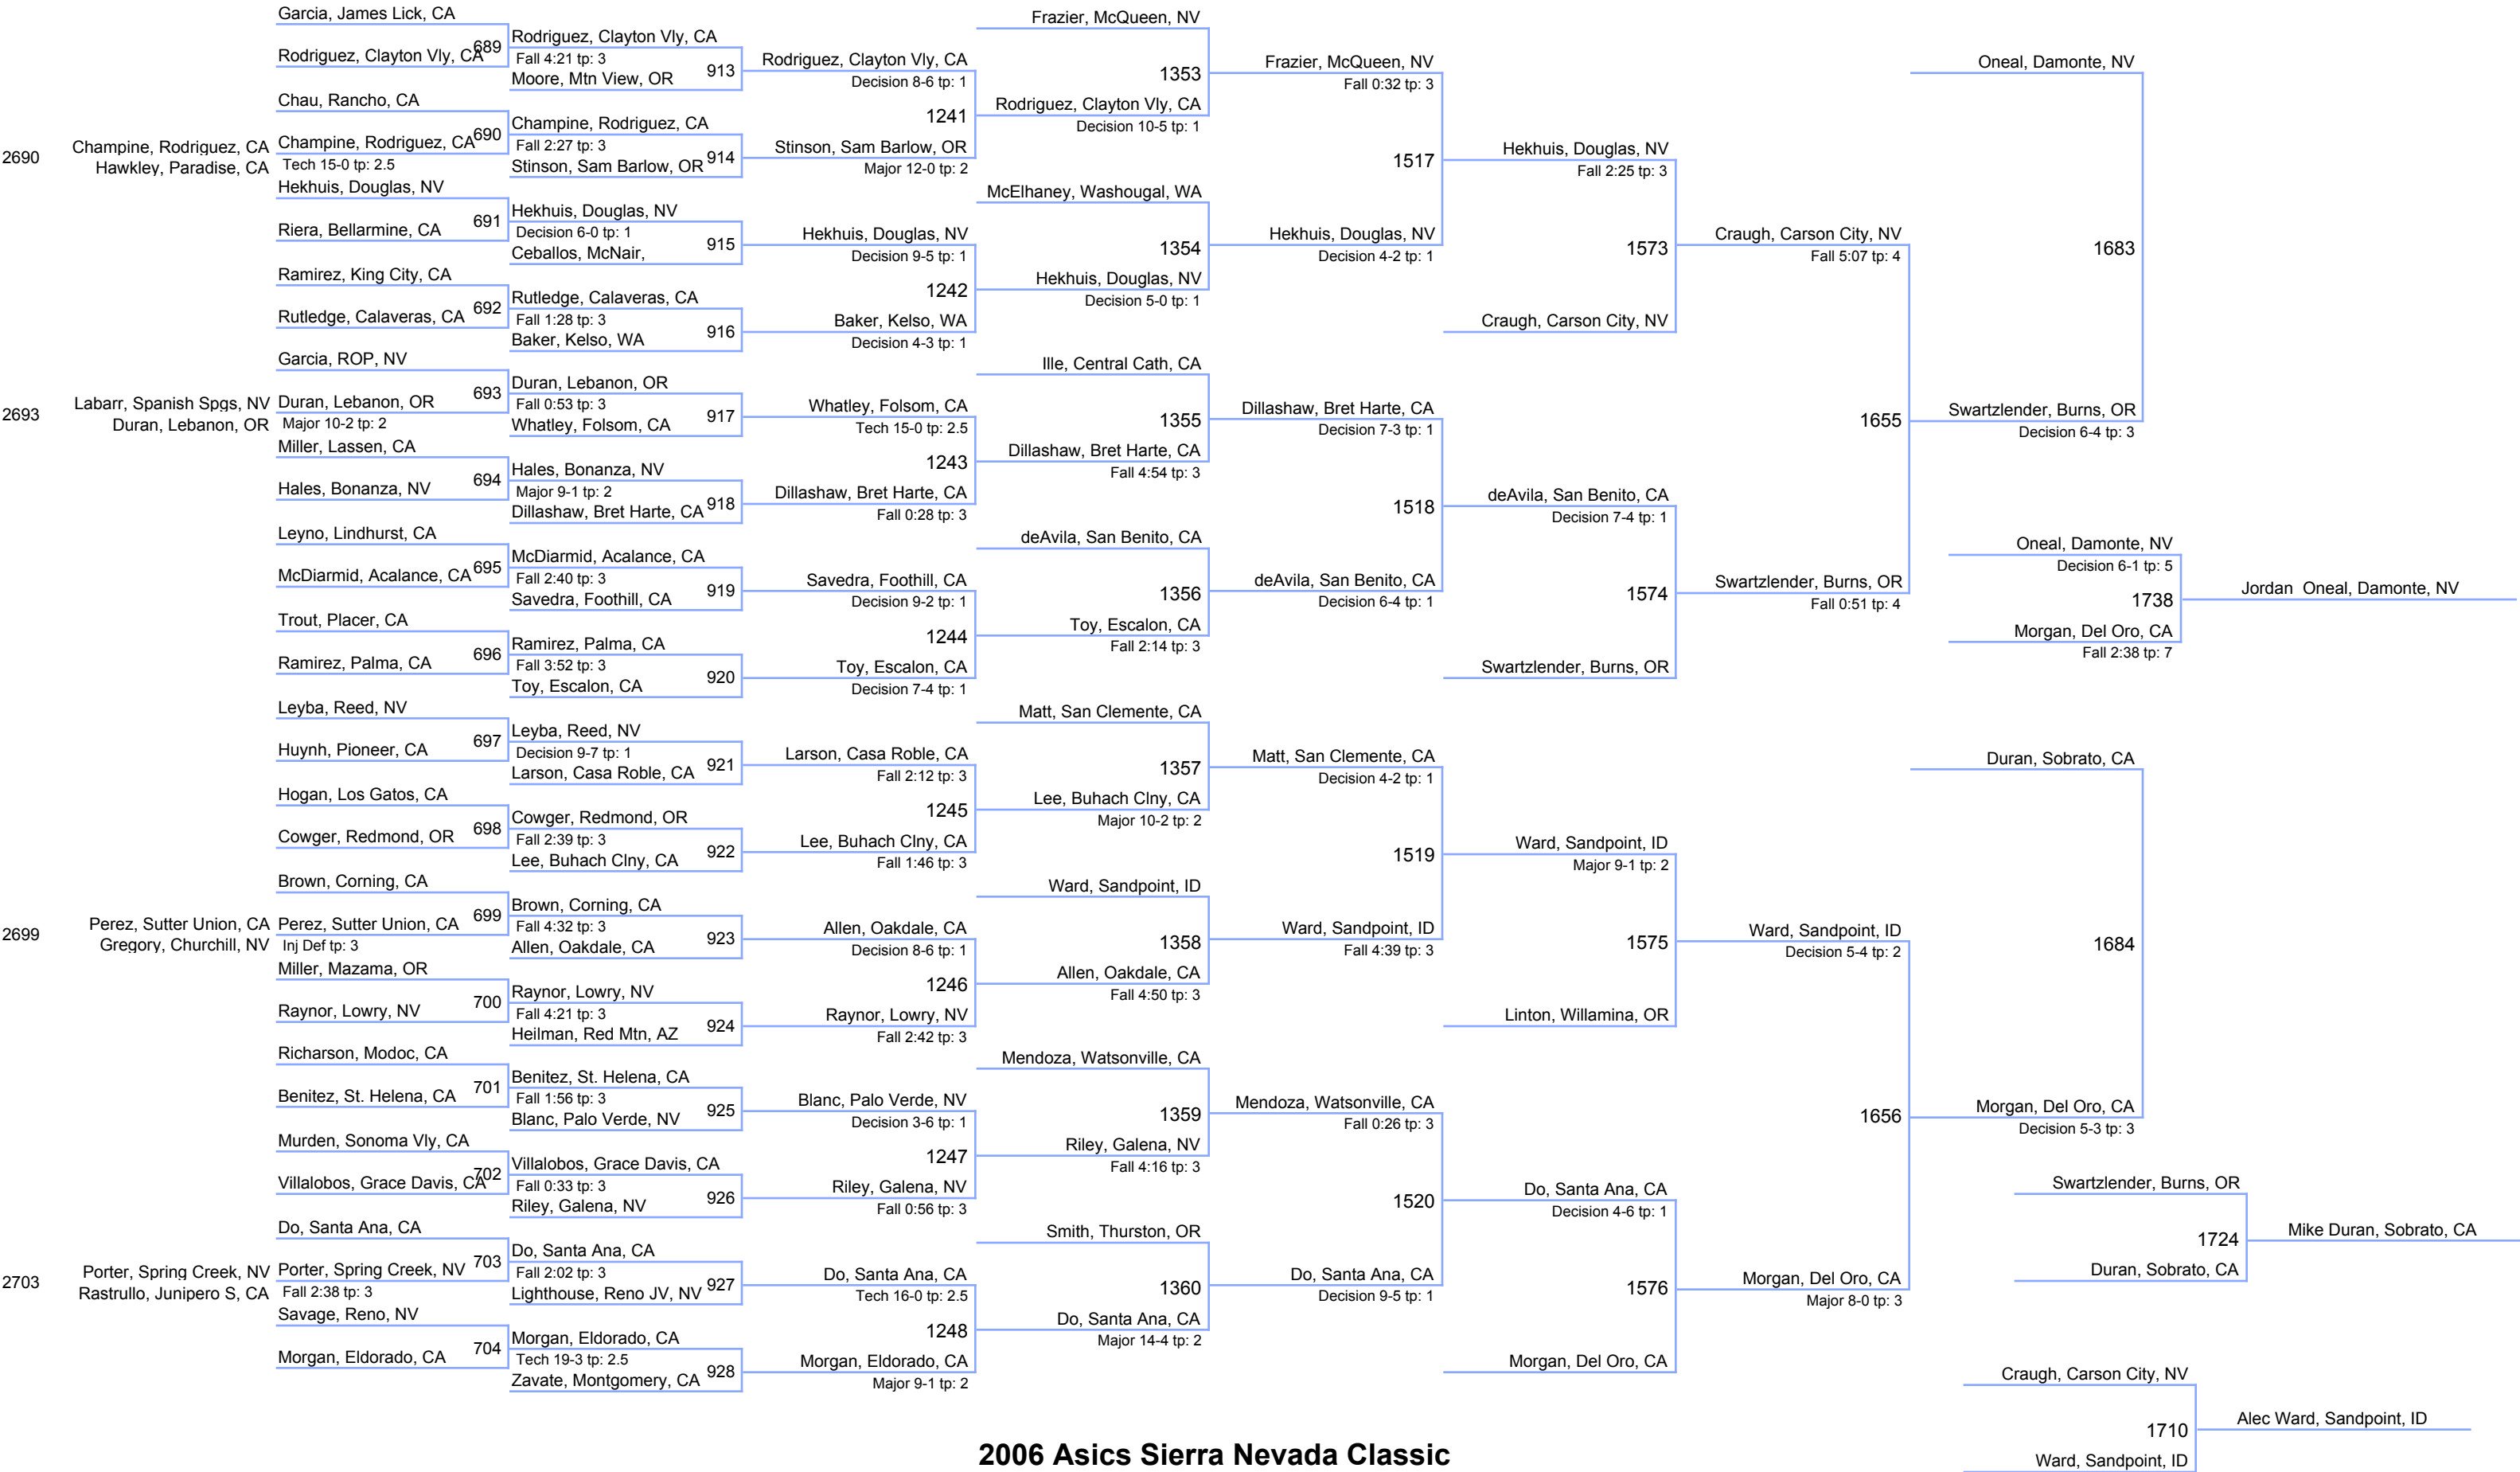 2690
Champine, Rodriguez, CA
Hawkley, Paradise, CA
2693
Labarr, Spanish Spgs, NV
Duran, Lebanon, OR
2699
Perez, Sutter Union, CA
Gregory, Churchill, NV
2703
Porter, Spring Creek, NV
Rastrullo, Junipero S, CA
Garcia, James Lick, CA
689
Rodriguez, Clayton Vly, CA
Chau, Rancho, CA
690
Champine, Rodriguez, CA
Tech 15-0 tp: 2.5
Hekhuis, Douglas, NV
691
Riera, Bellarmine, CA
Ramirez, King City, CA
692
Rutledge, Calaveras, CA
Garcia, ROP, NV
693
Duran, Lebanon, OR
Major 10-2 tp: 2
Miller, Lassen, CA
694
Hales, Bonanza, NV
Leyno, Lindhurst, CA
695
McDiarmid, Acalance, CA
Trout, Placer, CA
696
Ramirez, Palma, CA
Leyba, Reed, NV
697
Huynh, Pioneer, CA
Hogan, Los Gatos, CA
698
Cowger, Redmond, OR
Brown, Corning, CA
699
Perez, Sutter Union, CA
Inj Def tp: 3
Miller, Mazama, OR
700
Raynor, Lowry, NV
Richarson, Modoc, CA
701
Benitez, St. Helena, CA
Murden, Sonoma Vly, CA
702
Villalobos, Grace Davis, CA
Do, Santa Ana, CA
703
Porter, Spring Creek, NV
Fall 2:38 tp: 3
Savage, Reno, NV
704
Morgan, Eldorado, CA
Rodriguez, Clayton Vly, CA
Fall 4:21 tp: 3
913
Moore, Mtn View, OR
Champine, Rodriguez, CA
Fall 2:27 tp: 3
914
Stinson, Sam Barlow, OR
Hekhuis, Douglas, NV
Decision 6-0 tp: 1
915
Ceballos, McNair,
Rutledge, Calaveras, CA
Fall 1:28 tp: 3
916
Baker, Kelso, WA
Duran, Lebanon, OR
Fall 0:53 tp: 3
917
Whatley, Folsom, CA
Hales, Bonanza, NV
Major 9-1 tp: 2
918
Dillashaw, Bret Harte, CA
McDiarmid, Acalance, CA
Fall 2:40 tp: 3
919
Savedra, Foothill, CA
Ramirez, Palma, CA
Fall 3:52 tp: 3
920
Toy, Escalon, CA
Leyba, Reed, NV
Decision 9-7 tp: 1
921
Larson, Casa Roble, CA
Cowger, Redmond, OR
Fall 2:39 tp: 3
922
Lee, Buhach Clny, CA
Brown, Corning, CA
Fall 4:32 tp: 3
923
Allen, Oakdale, CA
Raynor, Lowry, NV
Fall 4:21 tp: 3
924
Heilman, Red Mtn, AZ
Benitez, St. Helena, CA
Fall 1:56 tp: 3
925
Blanc, Palo Verde, NV
Villalobos, Grace Davis, CA
Fall 0:33 tp: 3
926
Riley, Galena, NV
Do, Santa Ana, CA
Fall 2:02 tp: 3
927
Lighthouse, Reno JV, NV
Morgan, Eldorado, CA
Tech 19-3 tp: 2.5
928
Zavate, Montgomery, CA
Rodriguez, Clayton Vly, CA
Decision 8-6 tp: 1
1241
Stinson, Sam Barlow, OR
Major 12-0 tp: 2
Hekhuis, Douglas, NV
Decision 9-5 tp: 1
1242
Baker, Kelso, WA
Decision 4-3 tp: 1
Whatley, Folsom, CA
Tech 15-0 tp: 2.5
1243
Dillashaw, Bret Harte, CA
Fall 0:28 tp: 3
Savedra, Foothill, CA
Decision 9-2 tp: 1
1244
Toy, Escalon, CA
Decision 7-4 tp: 1
Larson, Casa Roble, CA
Fall 2:12 tp: 3
1245
Lee, Buhach Clny, CA
Fall 1:46 tp: 3
Allen, Oakdale, CA
Decision 8-6 tp: 1
1246
Raynor, Lowry, NV
Fall 2:42 tp: 3
Blanc, Palo Verde, NV
Decision 3-6 tp: 1
1247
Riley, Galena, NV
Fall 0:56 tp: 3
Do, Santa Ana, CA
Tech 16-0 tp: 2.5
1248
Morgan, Eldorado, CA
Major 9-1 tp: 2
Frazier, McQueen, NV
1353
Rodriguez, Clayton Vly, CA
Decision 10-5 tp: 1
McElhaney, Washougal, WA
1354
Hekhuis, Douglas, NV
Decision 5-0 tp: 1
Ille, Central Cath, CA
1355
Dillashaw, Bret Harte, CA
Fall 4:54 tp: 3
deAvila, San Benito, CA
1356
Toy, Escalon, CA
Fall 2:14 tp: 3
Matt, San Clemente, CA
1357
Lee, Buhach Clny, CA
Major 10-2 tp: 2
Ward, Sandpoint, ID
1358
Allen, Oakdale, CA
Fall 4:50 tp: 3
Mendoza, Watsonville, CA
1359
Riley, Galena, NV
Fall 4:16 tp: 3
Smith, Thurston, OR
1360
Do, Santa Ana, CA
Major 14-4 tp: 2
Frazier, McQueen, NV
Fall 0:32 tp: 3
1517
Hekhuis, Douglas, NV
Decision 4-2 tp: 1
Dillashaw, Bret Harte, CA
Decision 7-3 tp: 1
1518
deAvila, San Benito, CA
Decision 6-4 tp: 1
Matt, San Clemente, CA
Decision 4-2 tp: 1
1519
Ward, Sandpoint, ID
Fall 4:39 tp: 3
Mendoza, Watsonville, CA
Fall 0:26 tp: 3
1520
Do, Santa Ana, CA
Decision 9-5 tp: 1
Hekhuis, Douglas, NV
Fall 2:25 tp: 3
1573
Craugh, Carson City, NV
deAvila, San Benito, CA
Decision 7-4 tp: 1
1574
Swartzlender, Burns, OR
Ward, Sandpoint, ID
Major 9-1 tp: 2
1575
Linton, Willamina, OR
Do, Santa Ana, CA
Decision 4-6 tp: 1
1576
Morgan, Del Oro, CA
Craugh, Carson City, NV
Fall 5:07 tp: 4
1655
Swartzlender, Burns, OR
Fall 0:51 tp: 4
Ward, Sandpoint, ID
Decision 5-4 tp: 2
1656
Morgan, Del Oro, CA
Major 8-0 tp: 3
Oneal, Damonte, NV
1683
Swartzlender, Burns, OR
Decision 6-4 tp: 3
Duran, Sobrato, CA
1684
Morgan, Del Oro, CA
Decision 5-3 tp: 3
Oneal, Damonte, NV
Decision 6-1 tp: 5
1738
Jordan Oneal, Damonte, NV
Morgan, Del Oro, CA
Fall 2:38 tp: 7
Swartzlender, Burns, OR
1724
Mike Duran, Sobrato, CA
Duran, Sobrato, CA
Craugh, Carson City, NV
1710
Alec Ward, Sandpoint, ID
Ward, Sandpoint, ID
2006 Asics Sierra Nevada Classic